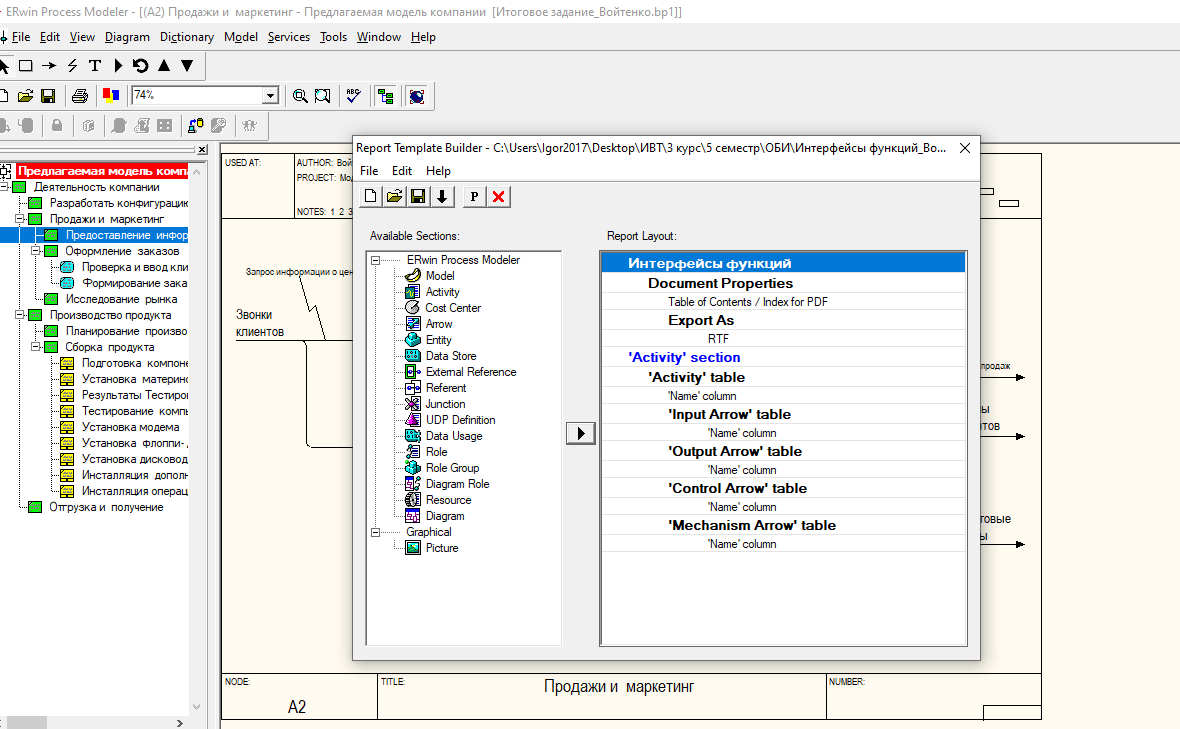 ERwin Process Modeler - [(A2) Продажи и маркетинг - Предлагаемая модель компании [Итоговое задание_Войтенко.bp1]]
File Edit View Diagram Dictionary Model Services Tools Window Help
74%
Предлагаемая модель комп
Деятельность компании
Разработать конфигурацию
Продажи и маркетинг
Предоставление инфор
Оформление заказов
Проверка и ввод кли
Формирование зака
Исследование рынка
Производство продукта
Планирование произво
Сборка продукта
Подготовка компоне
Установка материнс
Результаты Тестиров
Тестирование комп
Установка модема
Установка флоппи-
Установка дисковод
Инсталляция дополн
Инсталляция операц
Отгрузка и получение
USED AT:
AUTHOR: Вой
PROJECT: Мо
NOTES: 1 2 3
Запрос информации о цен
Звонки
клиентов
Report Template Builder - C:\Users\Igor2017\Desktop\ИВТ\3 курс\5 семестр\ОБИ\Интерфейсы функций_Во...
File Edit Help
P
Available Sections:
ERwin Process Modeler
Model
Activity
Cost Center
Arrow
Entity
Data Store
External Reference
Referent
Junction
UDP Definition
Data Usage
Role
Role Group
Diagram Role
Resource
Diagram
Graphical
Picture
Report Layout:
Интерфейсы функций
Document Properties
Table of Contents / Index for PDF
Export As
RTF
'Activity' section
'Activity' table
'Name' column
'Input Arrow' table
'Name' column
'Output Arrow' table
'Name' column
'Control Arrow' table
'Name' column
'Mechanism Arrow' table
'Name' column
продаж
ы
тов
говые
ы
NODE:
A2
TITLE:
Продажи и маркетинг
NUMBER: